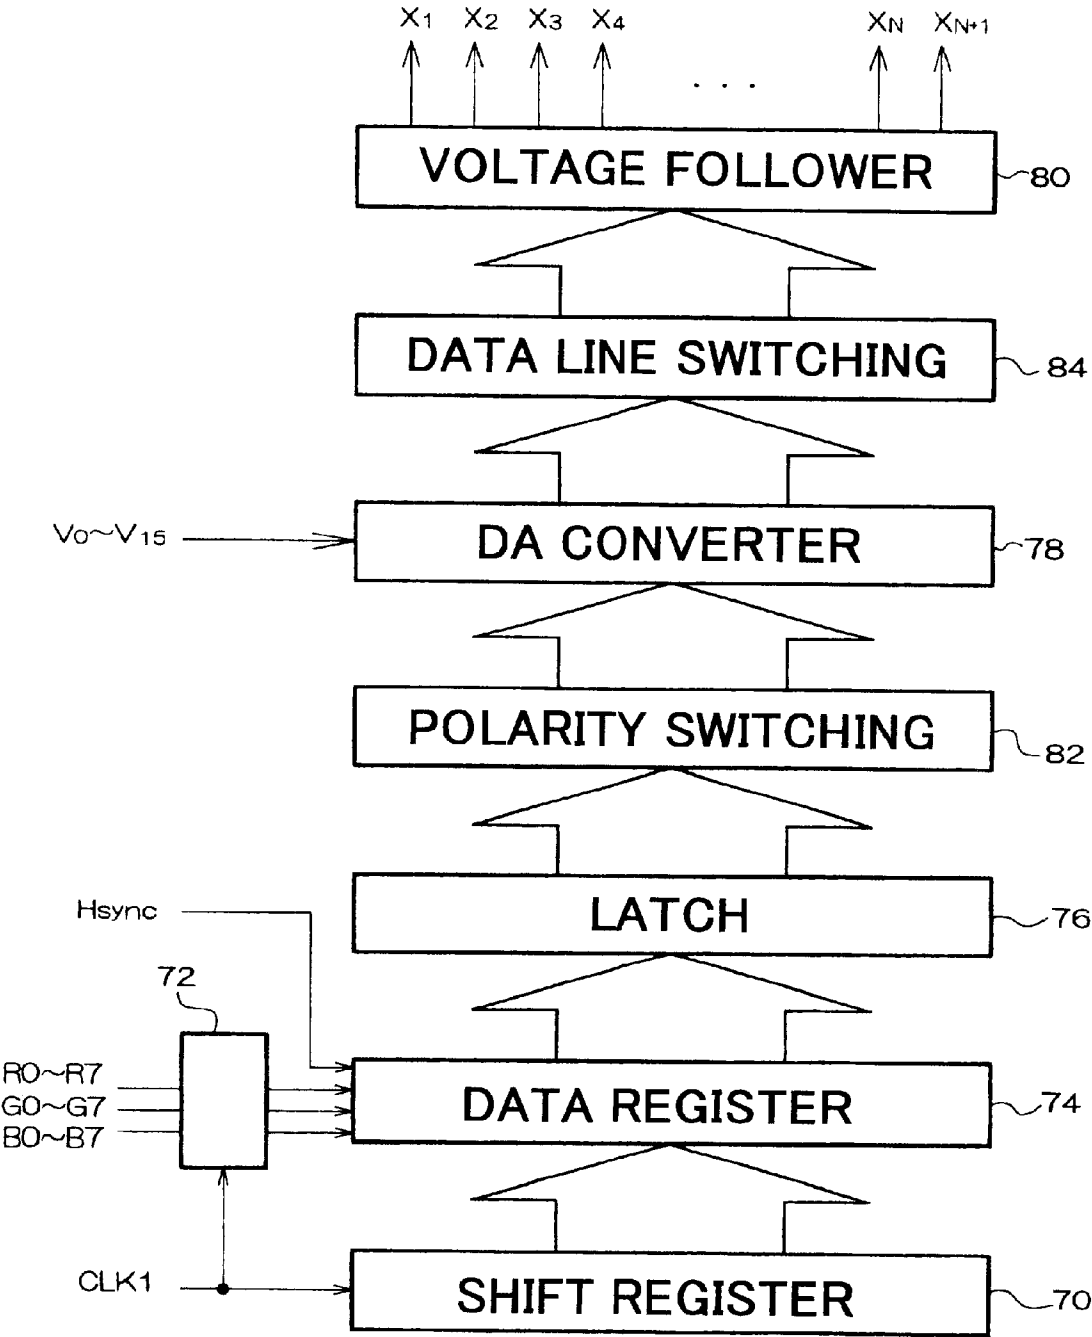 X1 X2 X3 X4 . . . XN XN+1
VOLTAGE FOLLOWER 80
DATA LINE SWITCHING 84
V0~V15 DA CONVERTER 78
POLARITY SWITCHING 82
LATCH 76
Hsync
72
R0~R7
G0~G7
B0~B7
DATA REGISTER 74
CLK1 SHIFT REGISTER 70